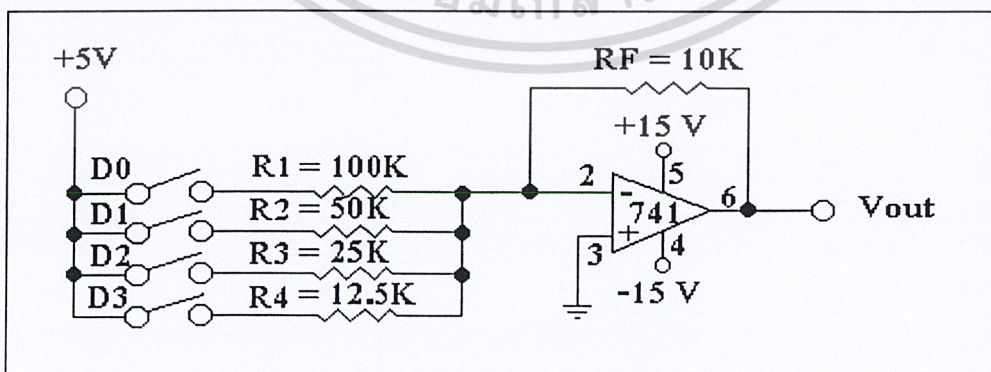 +5V
RF = 10K
+15 V
D0
R1 = 100K
2
5
-
D1
R2 = 50K
741
6
Vout
D2
R3 = 25K
3
+
4
D3
R4 = 12.5K
-15 V